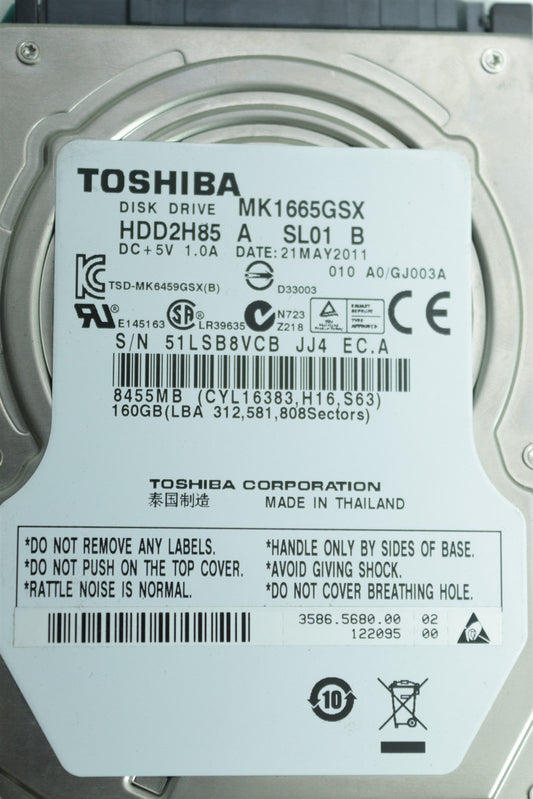 TOSHIBA
DISK DRIVE MK1665GSX
HDD2H85 A SL01 B
DC+5V 1.0A DATE:21MAY2011
010 A0/GJ003A
TSD-MK6459GSX(B) D33003
E145163 LR39635 N723
Z218
S/N 51LSB8VCB JJ4 EC.A
8455MB (CYL16383,H16,S63)
160GB(LBA 312,581,808Sectors)
TOSHIBA CORPORATION
泰国制造 MADE IN THAILAND
*DO NOT REMOVE ANY LABELS. *HANDLE ONLY BY SIDES OF BASE.
*DO NOT PUSH ON THE TOP COVER. *AVOID GIVING SHOCK.
*RATTLE NOISE IS NORMAL. *DO NOT COVER BREATHING HOLE.
3586.5680.00 02
122095 00
10